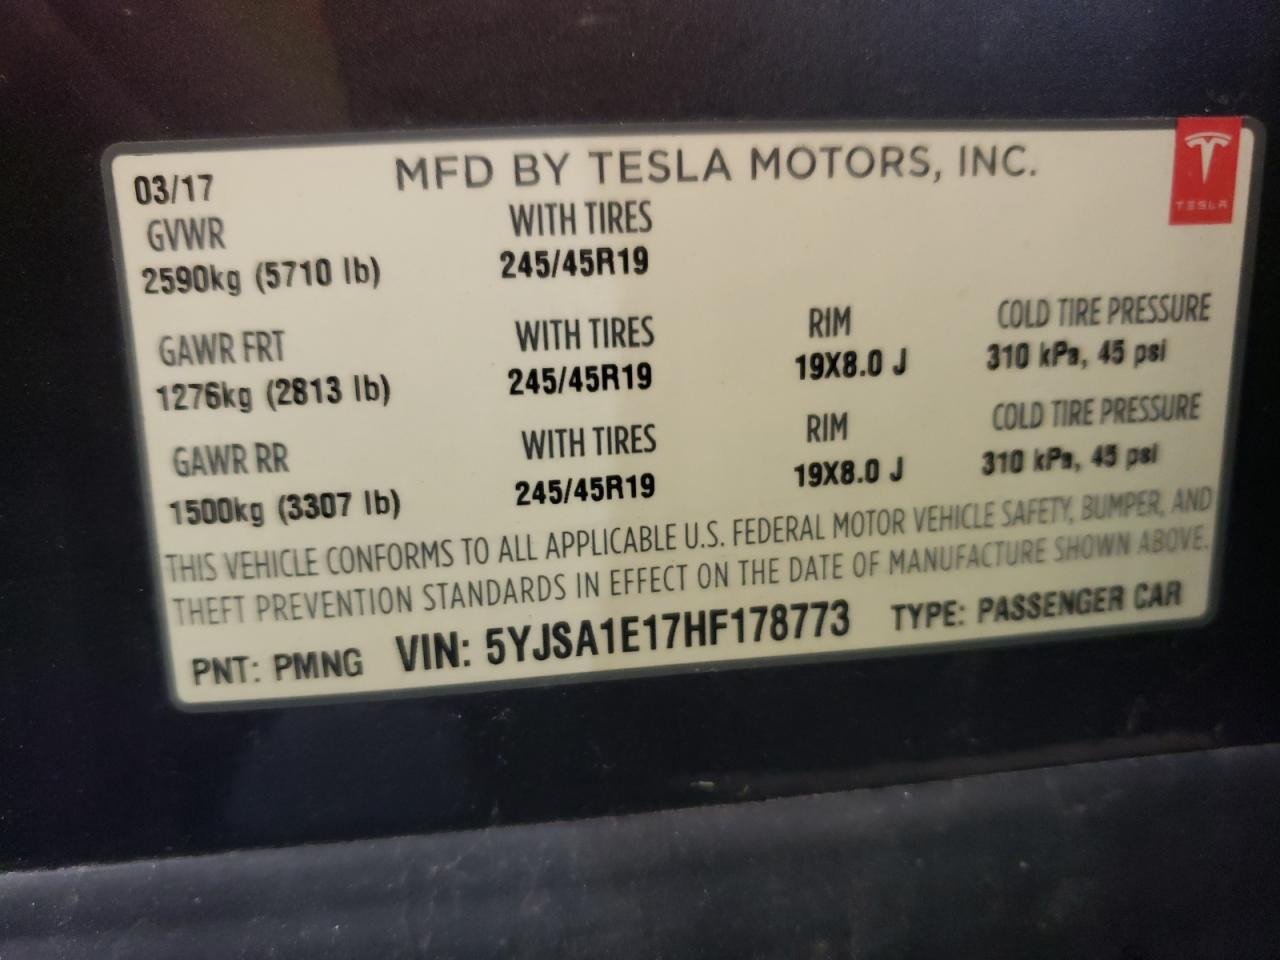 03/17 MFD BY TESLA MOTORS, INC.
TESLA
GVWR WITH TIRES
2590kg (5710 lb) 245/45R19
GAWR FRT WITH TIRES RIM COLD TIRE PRESSURE
1276kg (2813 lb) 245/45R19 19X8.0 J 310 kPa, 45 psi
GAWR RR WITH TIRES RIM COLD TIRE PRESSURE
1500kg (3307 lb) 245/45R19 19X8.0 J 310 kPa, 45 psi
THIS VEHICLE CONFORMS TO ALL APPLICABLE U.S. FEDERAL MOTOR VEHICLE SAFETY, BUMPER, AND
THEFT PREVENTION STANDARDS IN EFFECT ON THE DATE OF MANUFACTURE SHOWN ABOVE.
PNT: PMNG VIN: 5YJSA1E17HF178773 TYPE: PASSENGER CAR